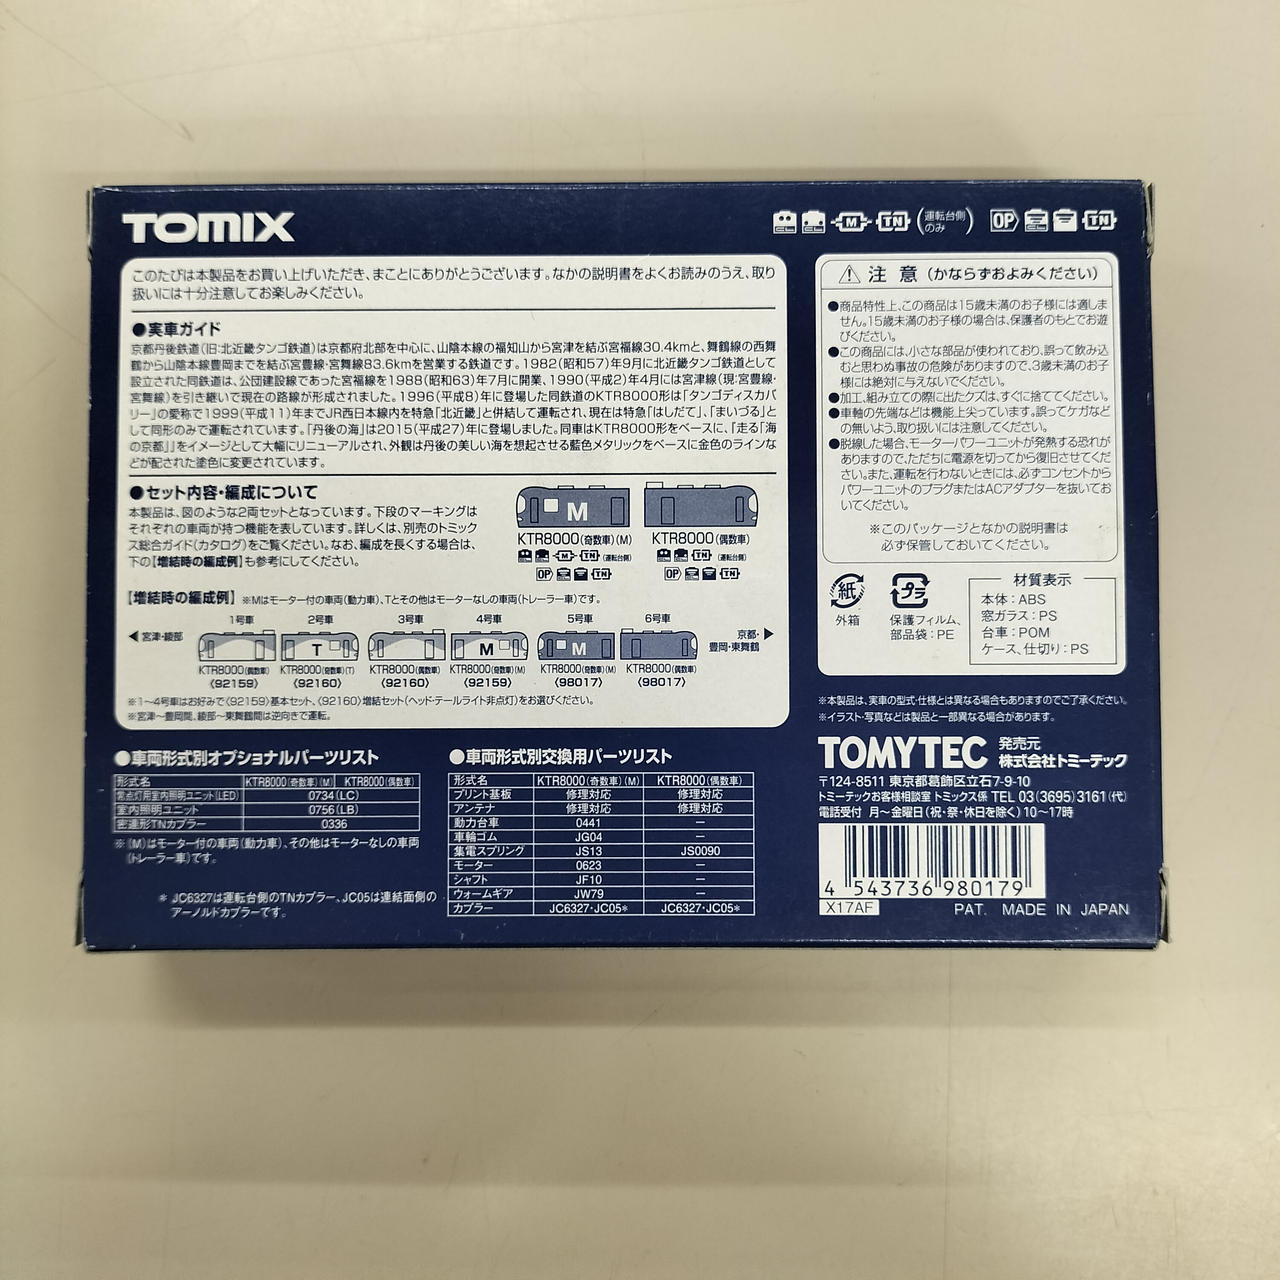 TOMIX
M TN (運転台側のみ) OP TN
このたびは本製品をお買い上げいただき、まことにありがとうございます。なかの説明書をよくお読みのうえ、取り
扱いには十分注意してお楽しみください。
●実車ガイド
京都丹後鉄道(旧:北近畿タンゴ鉄道)は京都府北部を中心に、山陰本線の福知山から宮津を結ぶ宮福線30.4kmと、舞鶴線の西舞
鶴から山陰本線豊岡までを結ぶ宮豊線・宮舞線83.6kmを営業する鉄道です。1982(昭和57)年9月に北近畿タンゴ鉄道として
設立された同鉄道は、公団建設線であった宮福線を1988(昭和63)年7月に開業、1990(平成2)年4月には宮津線(現:宮豊線・
宮舞線)を引き継いで現在の路線が形成されました。1996(平成8)年に登場した同鉄道のKTR8000形は「タンゴディスカバ
リー」の愛称で1999(平成11)年までJR西日本線内を特急「北近畿」と併結して運転され、現在は特急「はしだて」、「まいづる」と
して同形のみで運転されています。「丹後の海」は2015(平成27)年に登場しました。同車はKTR8000形をベースに、「走る「海
の京都」」をイメージとして大幅にリニューアルされ、外観は丹後の美しい海を想起させる藍色メタリックをベースに金色のラインな
どが配された塗色に変更されています。
●セット内容・編成について
本製品は、図のような2両セットとなっています。下段のマーキングは
それぞれの車両が持つ機能を表しています。詳しくは、別売のトミック
ス総合ガイド(カタログ)をご覧ください。なお、編成を長くする場合は、
下の【増結時の編成例】も参考にしてください。
M
KTR8000(奇数車)(M) KTR8000(偶数車)
M TN (運転台側) TN (運転台側)
OP TN OP TN
【増結時の編成例】 ※Mはモーター付の車両(動力車)、Tとその他はモーターなしの車両(トレーラー車)です。
1号車 2号車 3号車 4号車 5号車 6号車
◀宮津・綾部 T M M 京都・豊岡・東舞鶴▶
KTR8000(偶数車) KTR8000(奇数車)(T) KTR8000(偶数車) KTR8000(奇数車)(M) KTR8000(奇数車)(M) KTR8000(偶数車)
〈92159〉 〈92160〉 〈92160〉 〈92159〉 〈98017〉 〈98017〉
※1~4号車はお好みで〈92159〉基本セット、〈92160〉増結セット(ヘッド・テールライト非点灯)をお選びください。
※宮津~豊岡間、綾部~東舞鶴間は逆向きで運転。
⚠ 注 意 (かならずおよみください)
●商品特性上、この商品は15歳未満のお子様には適しま
せん。15歳未満のお子様の場合は、保護者のもとでお遊
びください。
●この商品には、小さな部品が使われており、誤って飲み込
むと思わぬ事故の危険がありますので、3歳未満のお子
様には絶対に与えないでください。
●加工、組み立ての際に出たクズは、すぐに捨ててください。
●車軸の先端などは機能上尖っています。誤ってケガなど
の無いよう、取り扱いには注意してください。
●脱線した場合、モーターパワーユニットが発熱する恐れが
ありますので、ただちに電源を切ってから復旧させてくだ
さい。また、運転を行わないときには、必ずコンセントから
パワーユニットのプラグまたはACアダプターを抜いてお
いてください。
※このパッケージとなかの説明書は
必ず保管しておいてください。
紙
外箱
プラ
保護フィルム、
部品袋:PE
材質表示
本体:ABS
窓ガラス:PS
台車:POM
ケース、仕切り:PS
※本製品は、実車の型式・仕様とは異なる場合もありますのでご了承ください。
※イラスト・写真などは製品と一部異なる場合があります。
TOMYTEC 発売元 株式会社トミーテック
〒124-8511 東京都葛飾区立石7-9-10
トミーテックお客様相談室 トミックス係 TEL 03(3695)3161(代)
電話受付 月~金曜日(祝・祭・休日を除く)10~17時
4 543736 980179
X17AF PAT. MADE IN JAPAN
●車両形式別オプショナルパーツリスト
形式名 KTR8000(奇数車)(M) KTR8000(偶数車)
常点灯用室内照明ユニット(LED) 0734(LC)
室内照明ユニット 0756(LB)
密連形TNカプラー 0336
※(M)はモーター付の車両(動力車)、その他はモーターなしの車両
(トレーラー車)です。
●車両形式別交換用パーツリスト
形式名 KTR8000(奇数車)(M) KTR8000(偶数車)
プリント基板 修理対応 修理対応
アンテナ 修理対応 修理対応
動力台車 0441 ―
車輪ゴム JG04 ―
集電スプリング JS13 JS0090
モーター 0623 ―
シャフト JF10 ―
ウォームギア JW79 ―
カプラー JC6327・JC05* JC6327・JC05*
* JC6327は運転台側のTNカプラー、JC05は連結面側の
アーノルドカプラーです。